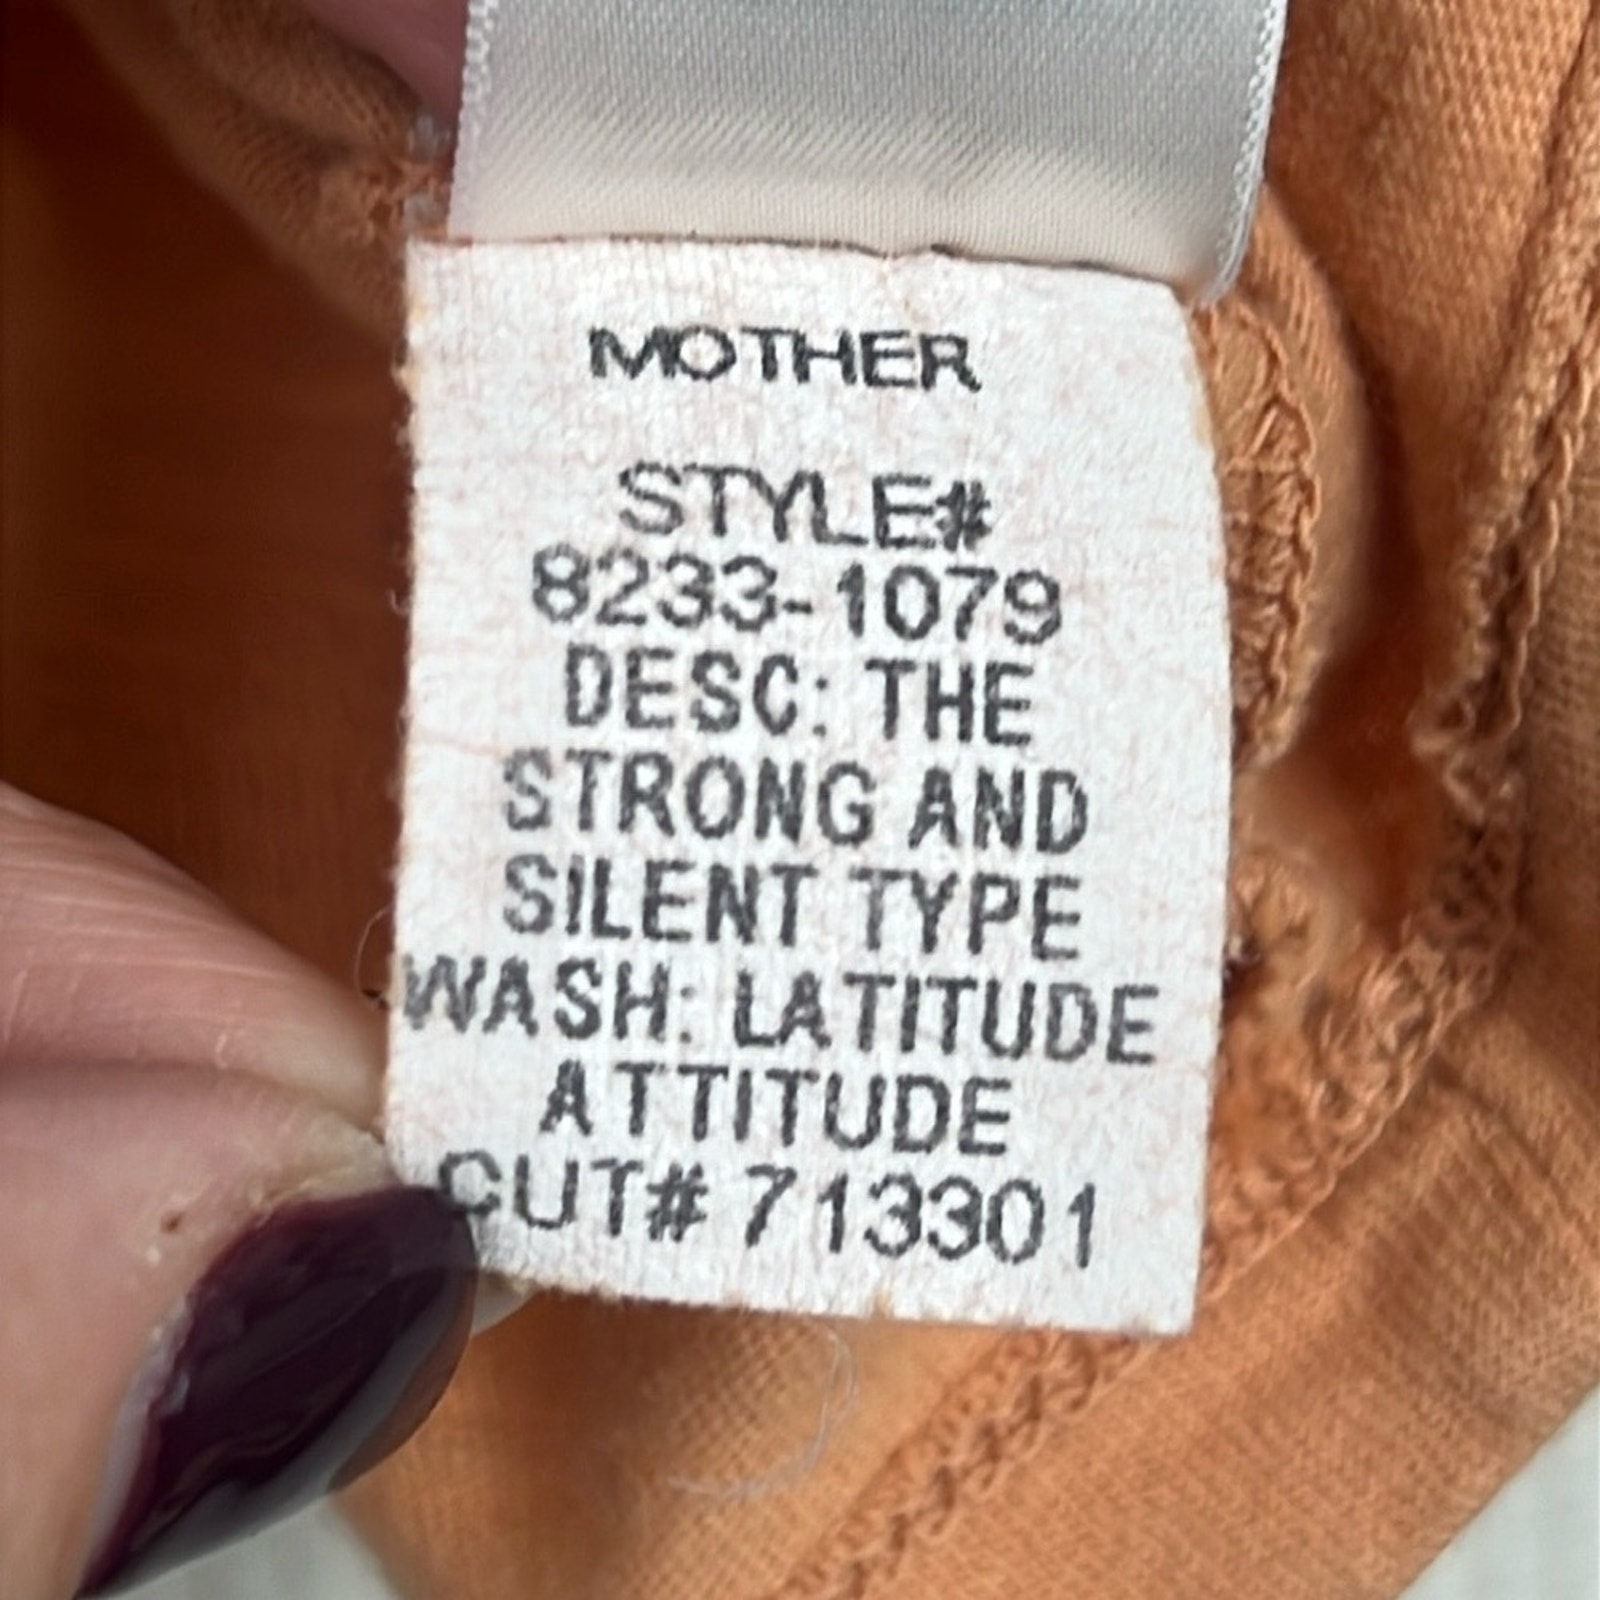 MOTHER
STYLE#
8233-1079
DESC: THE
STRONG AND
SILENT TYPE
WASH: LATITUDE
ATTITUDE
CUT# 713301